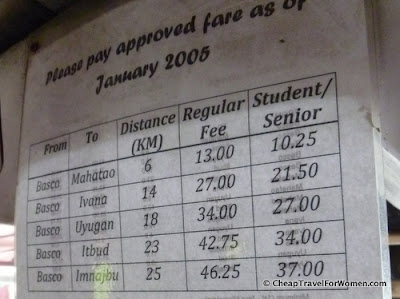 Please pay approved fare as of
January 2005
From To Distance (KM) Regular Fee Student/ Senior
Basco Mahatao 6 13.00 10.25
Basco Ivana 14 27.00 21.50
Basco Uyugan 18 34.00 27.00
Basco Itbud 23 42.75 34.00
Basco Imnajbu 25 46.25 37.00
© CheapTravelForWomen.com